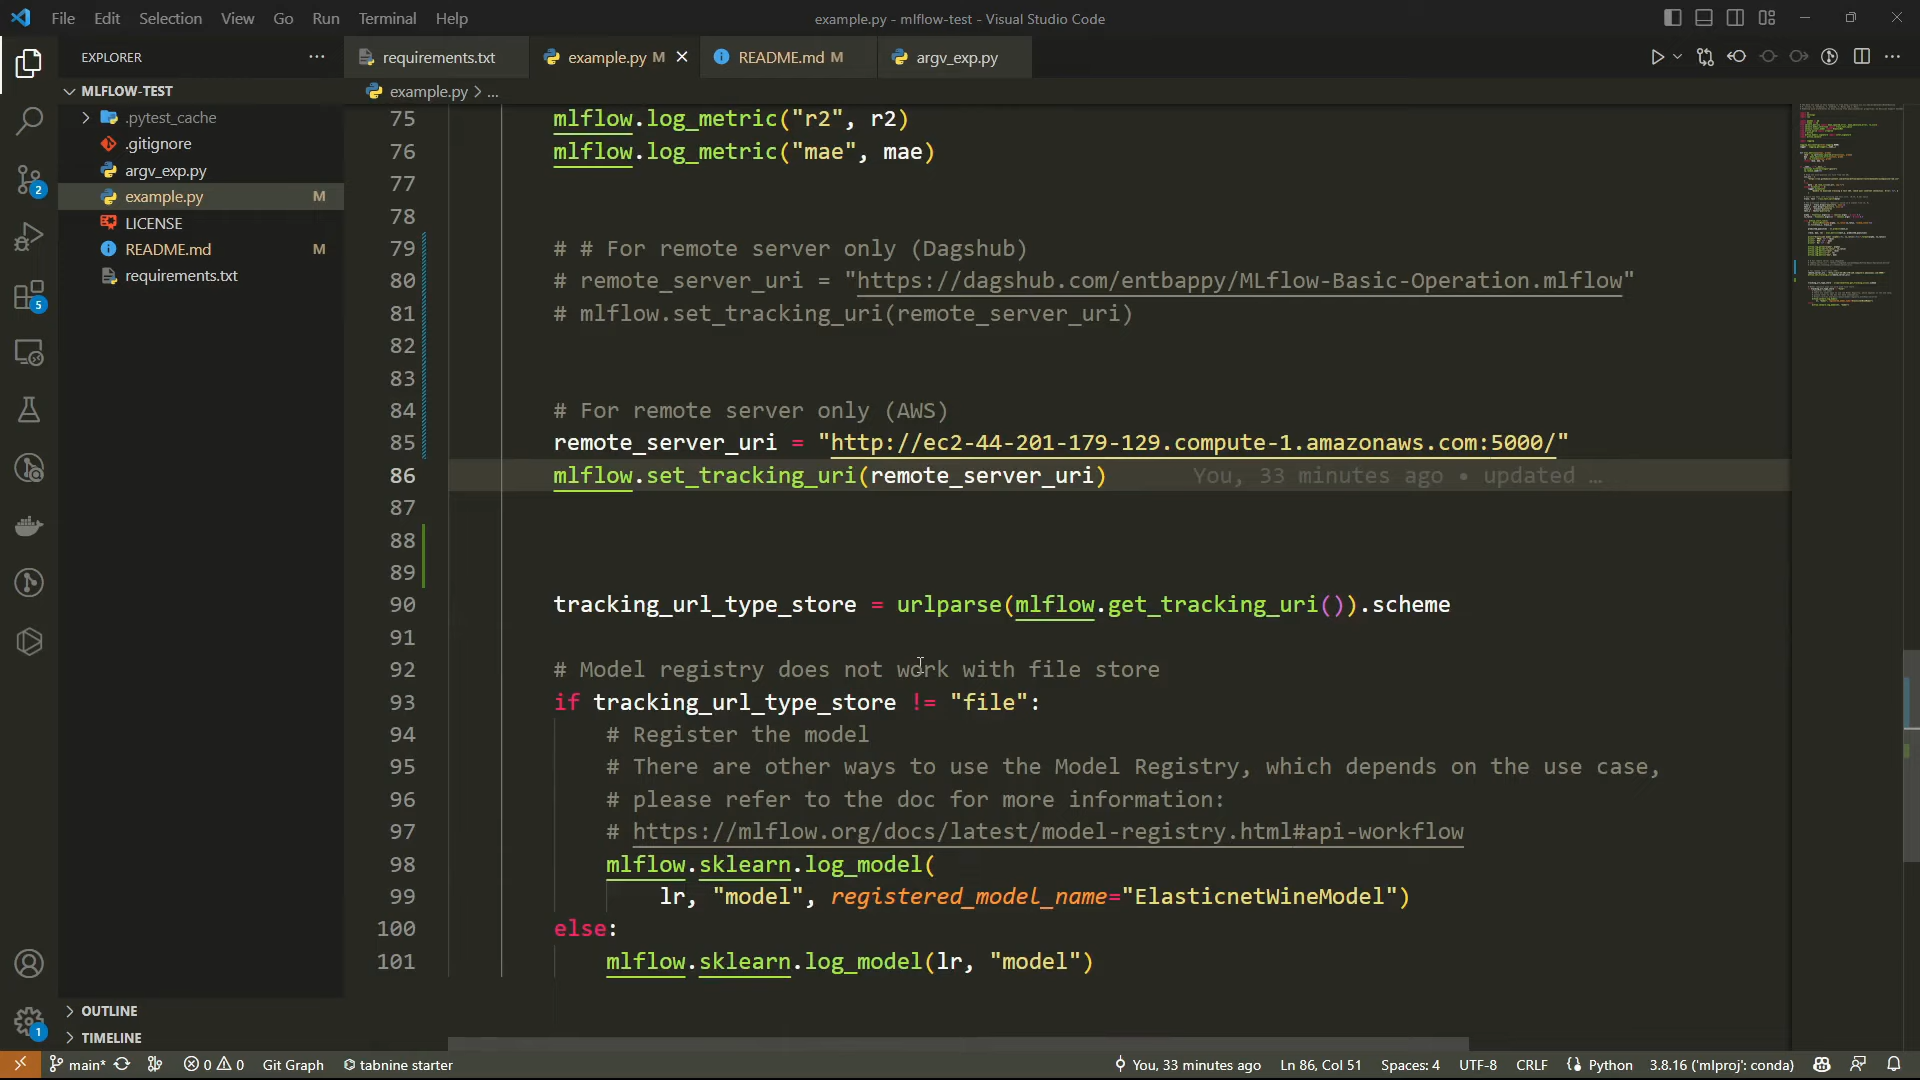 File Edit Selection View Go Run Terminal Help
example.py - mlflow-test - Visual Studio Code
EXPLORER
requirements.txt
example.py M
README.md M
argv_exp.py
MLFLOW-TEST
.pytest_cache
.gitignore
argv_exp.py
example.py M
LICENSE
README.md M
requirements.txt
example.py > ...
75 mlflow.log_metric("r2", r2)
76 mlflow.log_metric("mae", mae)
77
78
79 # # For remote server only (Dagshub)
80 # remote_server_uri = "https://dagshub.com/entbappy/MLflow-Basic-Operation.mlflow"
81 # mlflow.set_tracking_uri(remote_server_uri)
82
83
84 # For remote server only (AWS)
85 remote_server_uri = "http://ec2-44-201-179-129.compute-1.amazonaws.com:5000/"
86 mlflow.set_tracking_uri(remote_server_uri) You, 33 minutes ago • updated …
87
88
89
90 tracking_url_type_store = urlparse(mlflow.get_tracking_uri()).scheme
91
92 # Model registry does not work with file store
93 if tracking_url_type_store != "file":
94 # Register the model
95 # There are other ways to use the Model Registry, which depends on the use case,
96 # please refer to the doc for more information:
97 # https://mlflow.org/docs/latest/model-registry.html#api-workflow
98 mlflow.sklearn.log_model(
99 lr, "model", registered_model_name="ElasticnetWineModel")
100 else:
101 mlflow.sklearn.log_model(lr, "model")
2
5
1
OUTLINE
TIMELINE
main* 0 0 Git Graph tabnine starter You, 33 minutes ago Ln 86, Col 51 Spaces: 4 UTF-8 CRLF Python 3.8.16 ('mlproj': conda)